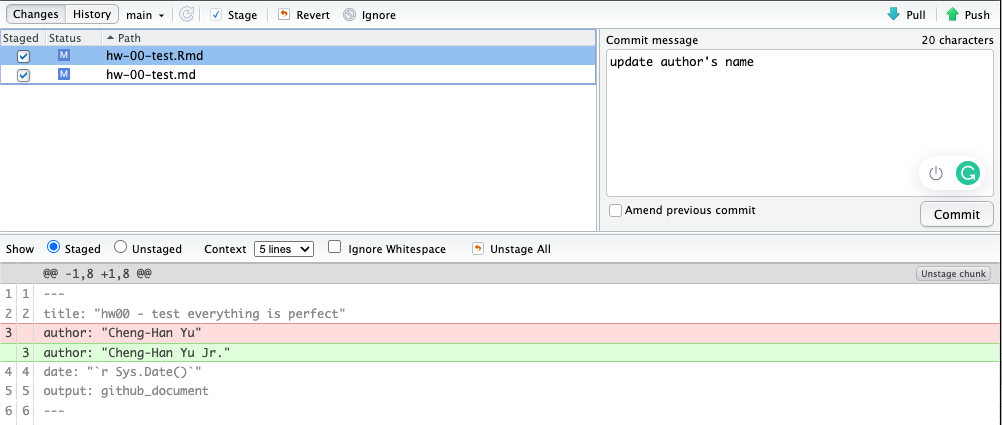 Changes History main Stage Revert Ignore Pull Push
Staged Status Path
M hw-00-test.Rmd
M hw-00-test.md
Commit message 20 characters
update author's name
Amend previous commit Commit
Show Staged Unstaged Context 5 lines Ignore Whitespace Unstage All
@@ -1,8 +1,8 @@ Unstage chunk
1 1 ---
2 2 title: "hw00 - test everything is perfect"
3 author: "Cheng-Han Yu"
3 author: "Cheng-Han Yu Jr."
4 4 date: "`r Sys.Date()`"
5 5 output: github_document
6 6 ---